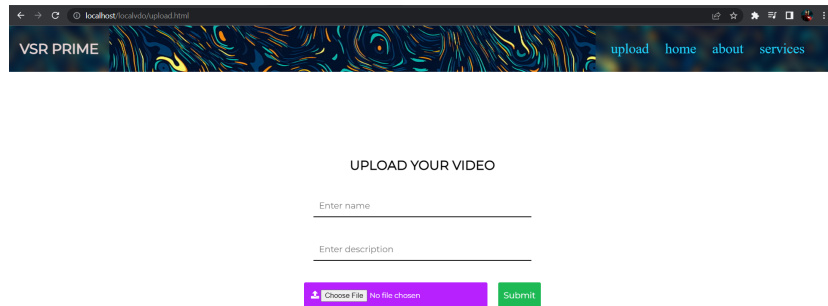 localhost/localvdo/upload.html
VSR PRIME
upload home about services
UPLOAD YOUR VIDEO
Enter name
Enter description
Choose File No file chosen
Submit